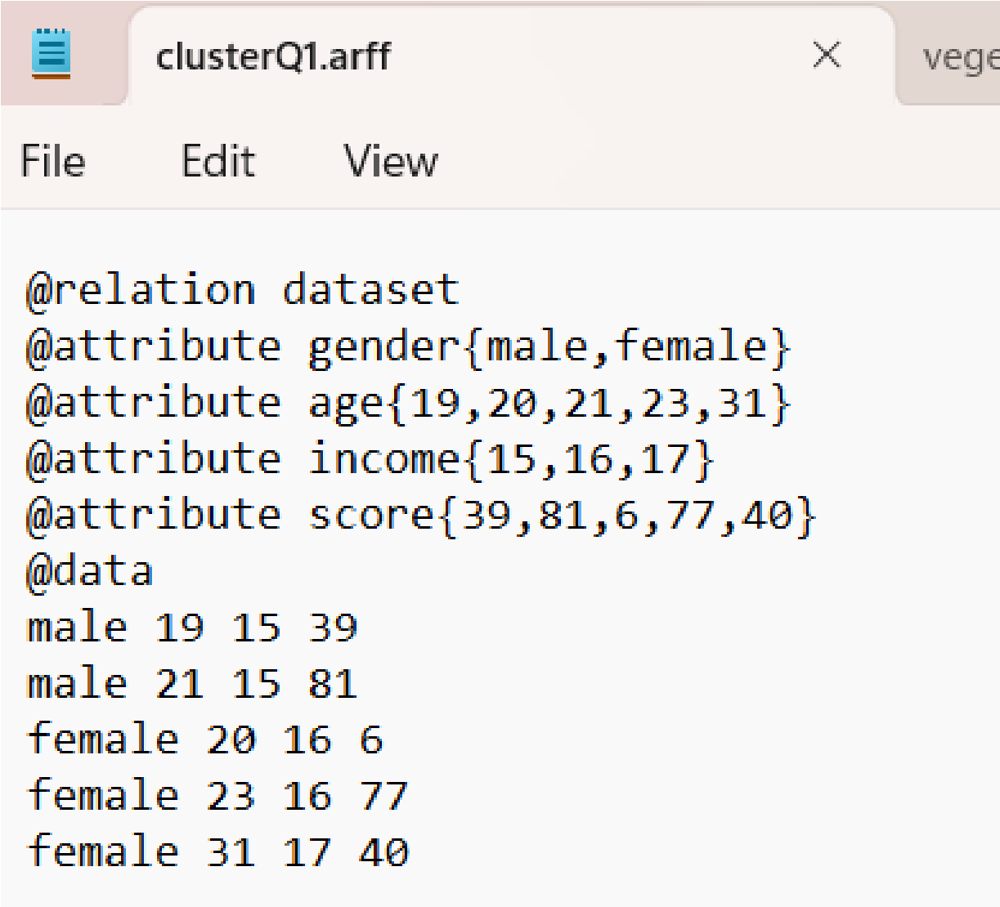 clusterQ1.arff vege
File Edit View
@relation dataset
@attribute gender{male,female}
@attribute age{19,20,21,23,31}
@attribute income{15,16,17}
@attribute score{39,81,6,77,40}
@data
male 19 15 39
male 21 15 81
female 20 16 6
female 23 16 77
female 31 17 40